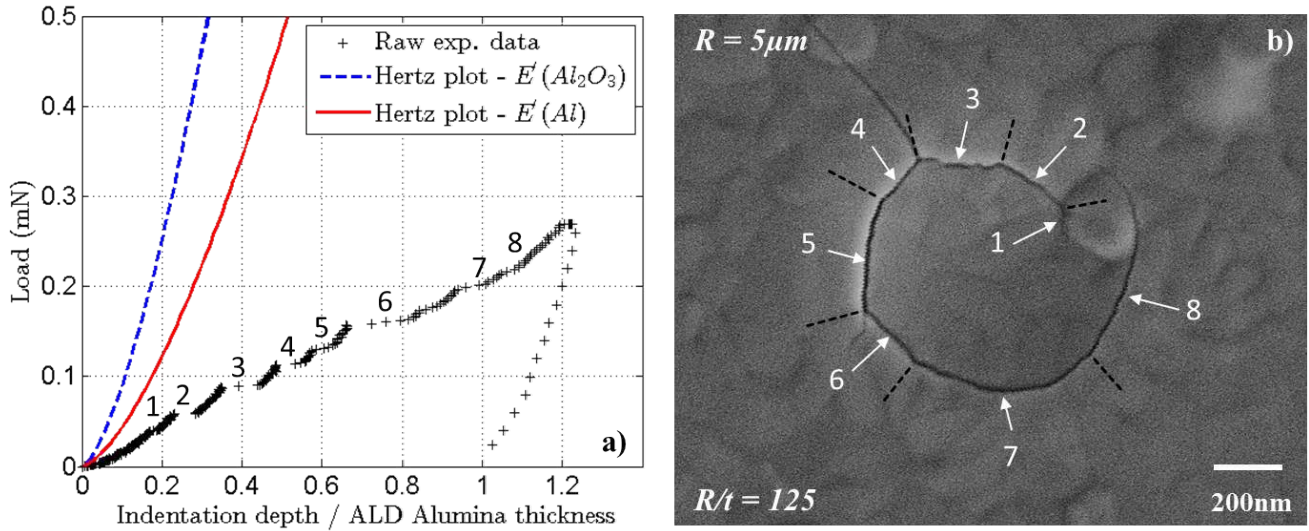 0.5
0.4
0.3
0.2
0.1
0
Load (mN)
+ Raw exp. data
Hertz plot - E′(Al₂O₃)
Hertz plot - E′(Al)
1
2
3
4
5
6
7
8
a)
0 0.2 0.4 0.6 0.8 1 1.2
Indentation depth / ALD Alumina thickness
R = 5µm
b)
3
4
2
5
1
8
6
7
R/t = 125
200nm